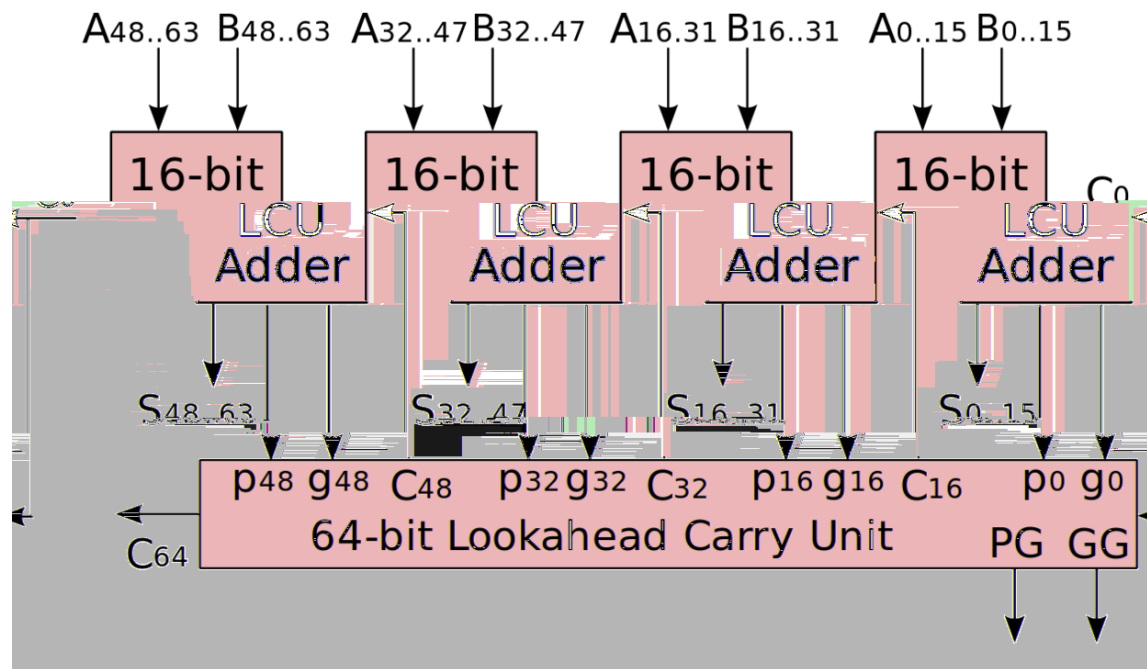 A48..63 B48..63 A32..47 B32..47 A16.31 B16..31 A0..15 B0..15
16-bit 16-bit 16-bit 16-bit
C0
LCU LCU LCU LCU
Adder Adder Adder Adder
S48..63 S32..47 S16..31 S0..15
p48 g48 C48 p32 g32 C32 p16 g16 C16 p0 g0
64-bit Lookahead Carry Unit PG GG
C64